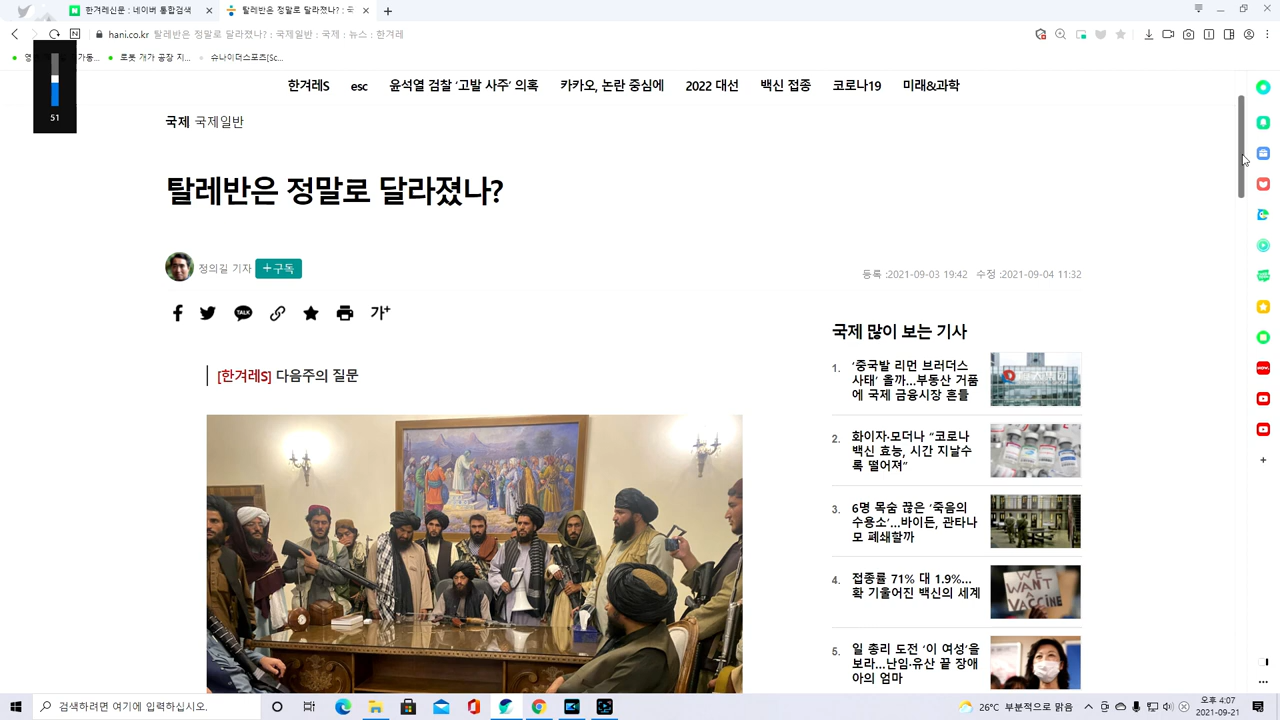 한겨레신문 : 네이버 통합검색
탈레반은 정말로 달라졌나? : 국
hani.co.kr 탈레반은 정말로 달라졌나? : 국제일반 : 국제 : 뉴스 : 한겨레
로봇 개가 공장 지...
슈나이더스포츠[Sc...
51
한겨레S esc 윤석열 검찰 ‘고발 사주’ 의혹 카카오, 논란 중심에 2022 대선 백신 접종 코로나19 미래&과학
국제 국제일반
탈레반은 정말로 달라졌나?
정의길 기자 +구독
등록 :2021-09-03 19:42 수정 :2021-09-04 11:32
TALK
가+
[한겨레S] 다음주의 질문
국제 많이 보는 기사
1. ‘중국발 리먼 브러더스
사태’ 올까…부동산 거품
에 국제 금융시장 흔들
2. 화이자·모더나 “코로나
백신 효능, 시간 지날수
록 떨어져”
3. 6명 목숨 끊은 ‘죽음의
수용소’…바이든, 관타나
모 폐쇄할까
4. 접종률 71% 대 1.9%…
확 기울어진 백신의 세계
WE
WANT
A
VACCINE
5. 일 총리 도전 ‘이 여성’을
보라…난임·유산 끝 장애
아의 엄마
검색하려면 여기에 입력하십시오.
26°C 부분적으로 맑음
오후 4:07
2021-09-21